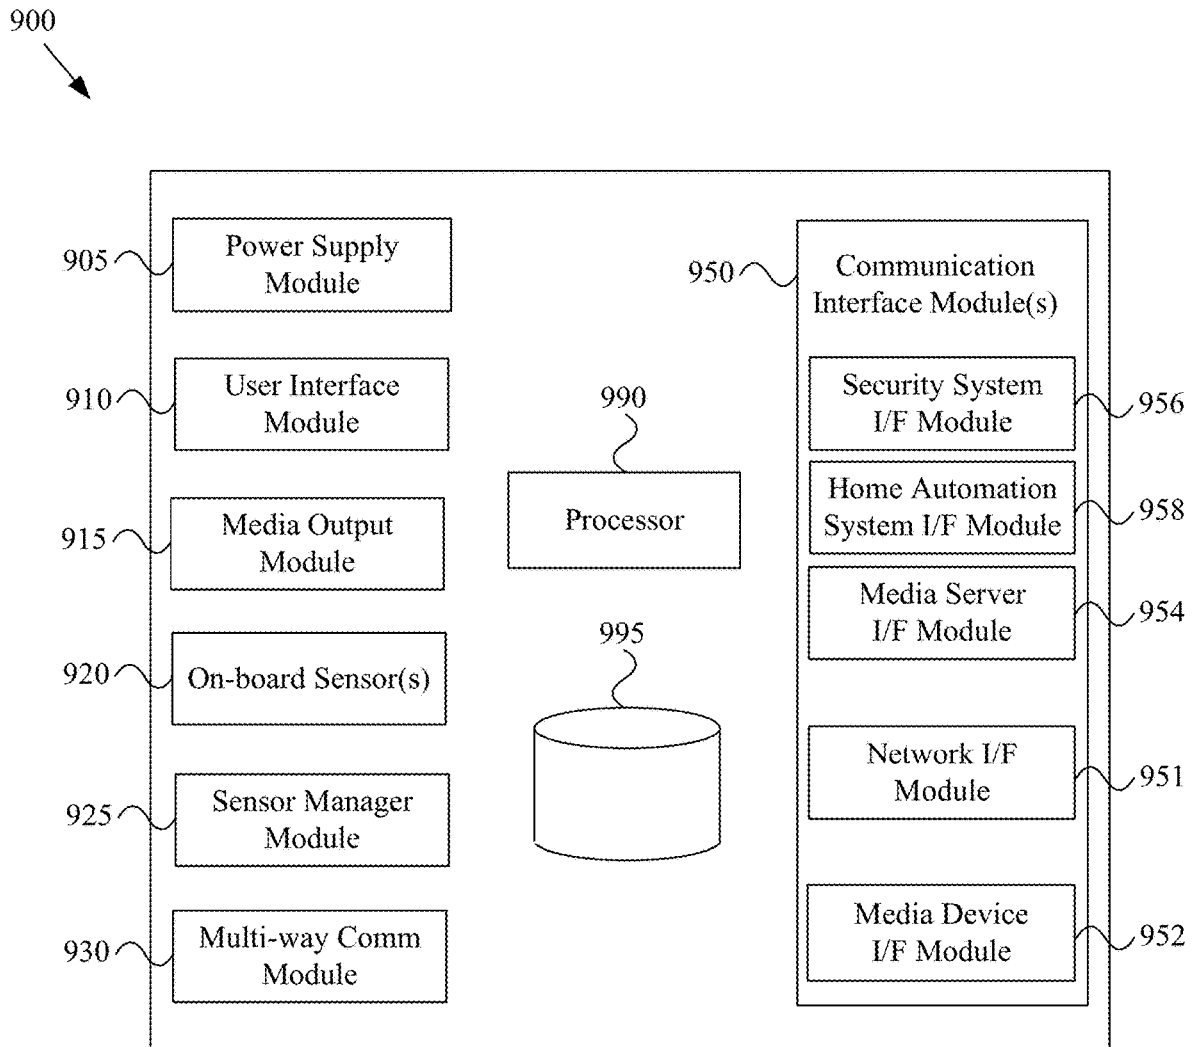 900
905
Power Supply
Module
910
User Interface
Module
915
Media Output
Module
920
On-board Sensor(s)
925
Sensor Manager
Module
930
Multi-way Comm
Module
990
Processor
995
950
Communication
Interface Module(s)
Security System
I/F Module
956
Home Automation
System I/F Module
958
Media Server
I/F Module
954
Network I/F
Module
951
Media Device
I/F Module
952